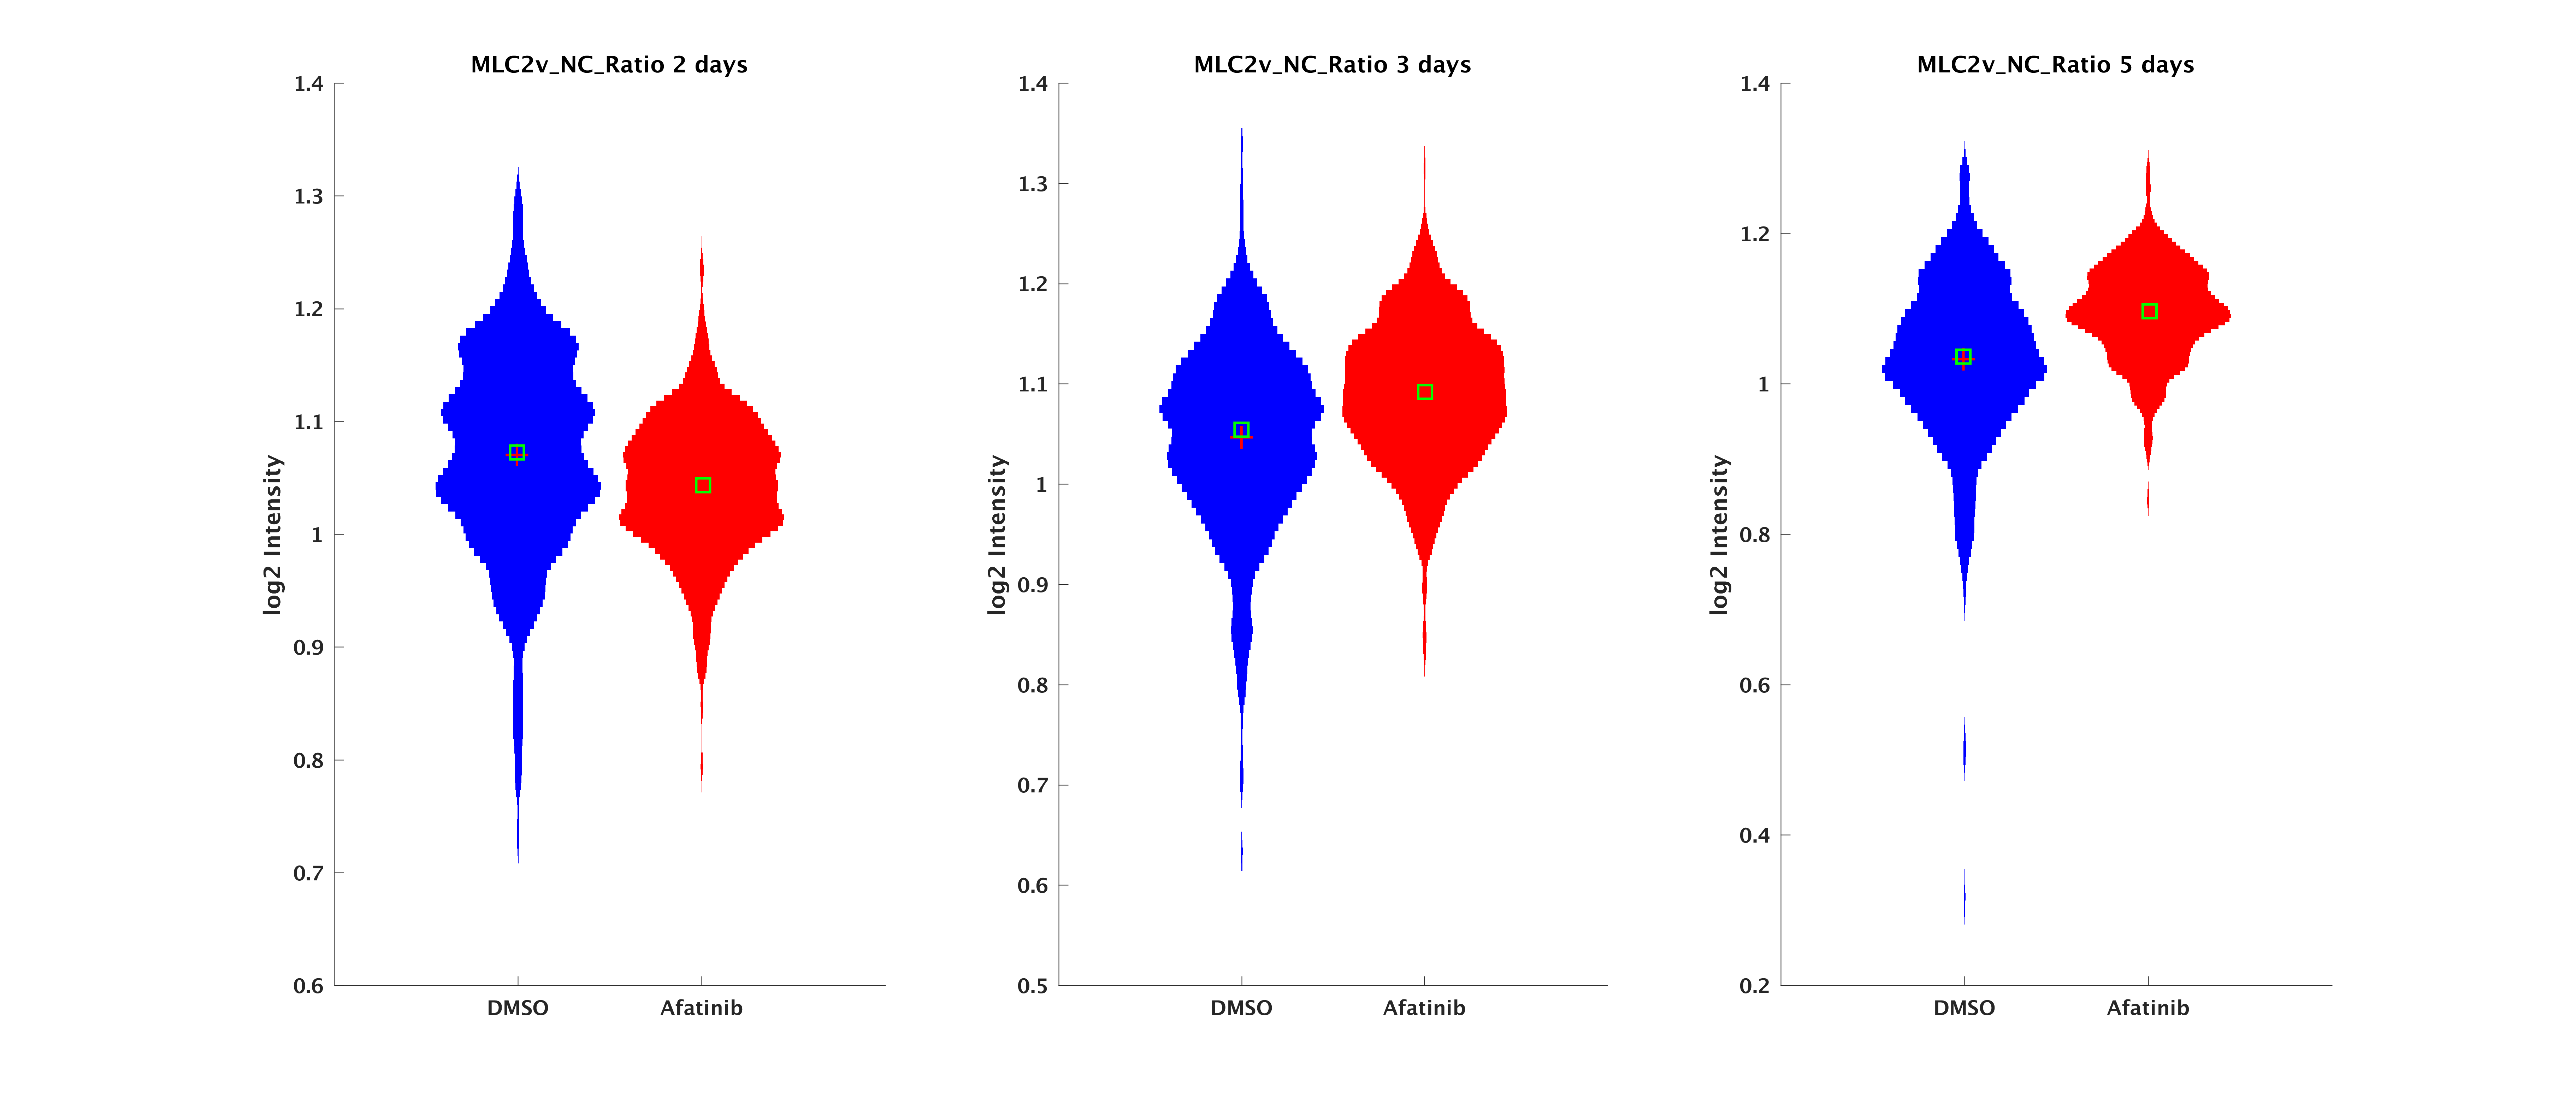 MLC2v_NC_Ratio 2 days
1.4
1.3
1.2
1.1
1
0.9
0.8
0.7
0.6
log2 Intensity
DMSO Afatinib
MLC2v_NC_Ratio 3 days
1.4
1.3
1.2
1.1
1
0.9
0.8
0.7
0.6
0.5
log2 Intensity
DMSO Afatinib
MLC2v_NC_Ratio 5 days
1.4
1.2
1
0.8
0.6
0.4
0.2
log2 Intensity
DMSO Afatinib